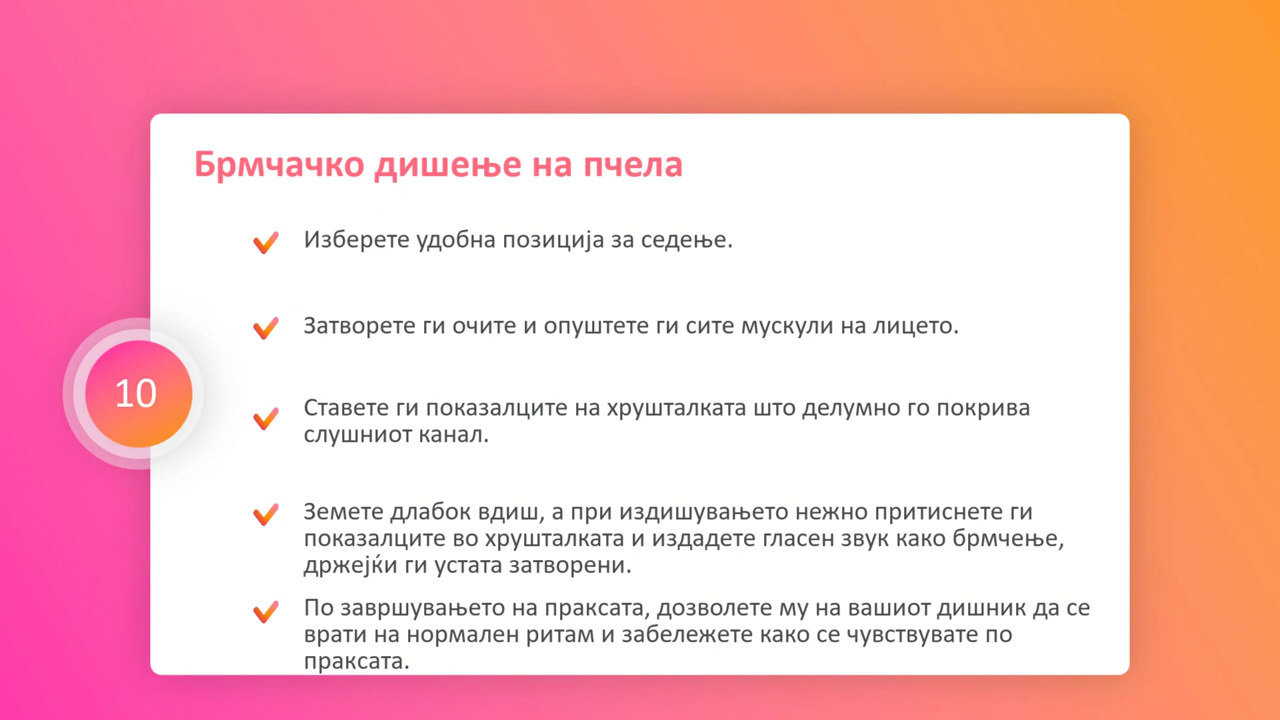 Брмчачко дишење на пчела
Изберете удобна позиција за седење.
Затворете ги очите и опуштете ги сите мускули на лицето.
10
Ставете ги показалците на хрушталката што делумно го покрива
слушниот канал.
Земете длабок вдиш, а при издишувањето нежно притиснете ги
показалците во хрушталката и издадете гласен звук како брмчење,
држејќи ги устата затворени.
По завршувањето на праксата, дозволете му на вашиот дишник да се
врати на нормален ритам и забележете како се чувствувате по
праксата.